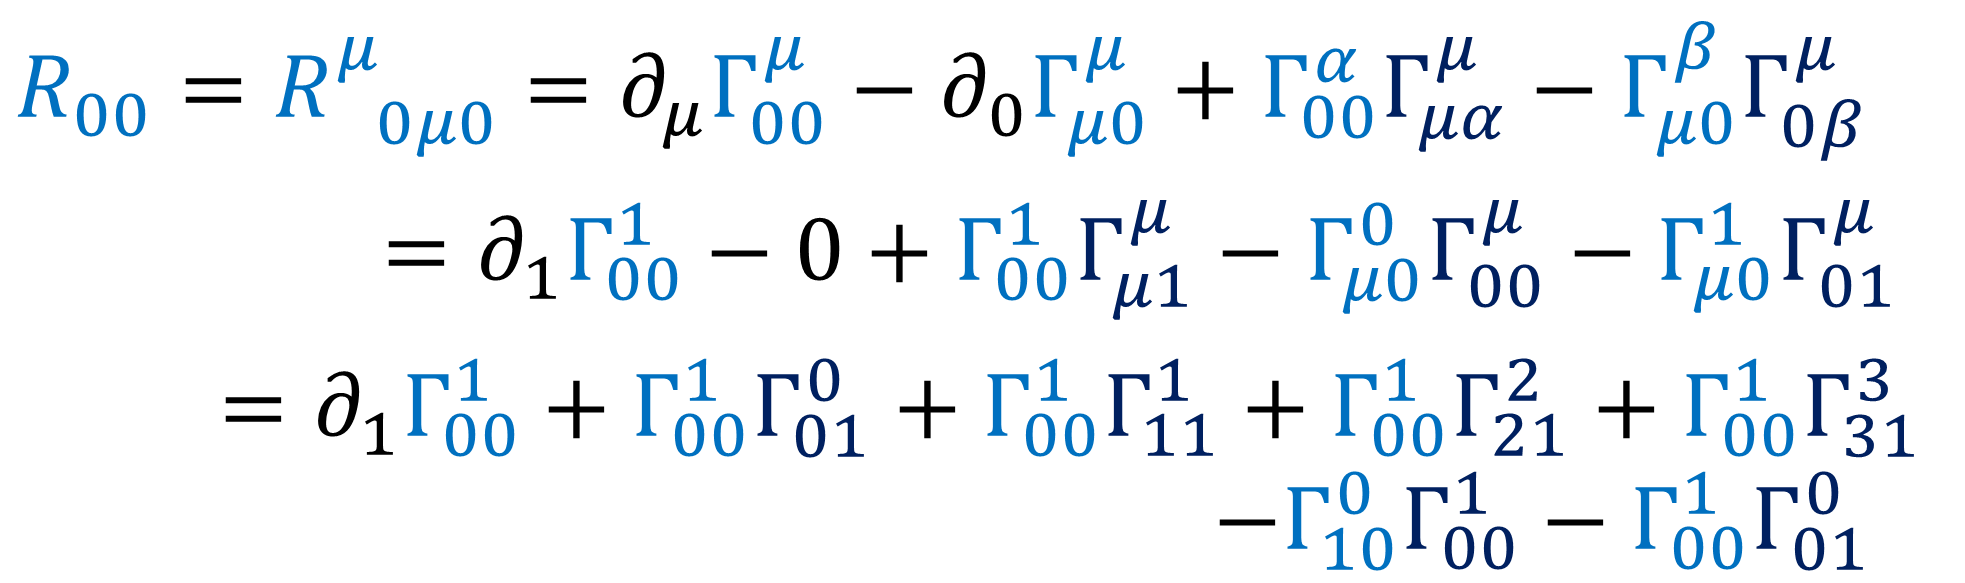 R₀₀ = R^μ_{0μ0} = ∂_μ Γ^μ_{00} − ∂_0 Γ^μ_{μ0} + Γ^α_{00} Γ^μ_{μα} − Γ^β_{μ0} Γ^μ_{0β}
= ∂_1 Γ^1_{00} − 0 + Γ^1_{00} Γ^μ_{μ1} − Γ^0_{μ0} Γ^μ_{00} − Γ^1_{μ0} Γ^μ_{01}
= ∂_1 Γ^1_{00} + Γ^1_{00} Γ^0_{01} + Γ^1_{00} Γ^1_{11} + Γ^1_{00} Γ^2_{21} + Γ^1_{00} Γ^3_{31}
−Γ^0_{10} Γ^1_{00} − Γ^1_{00} Γ^0_{01}